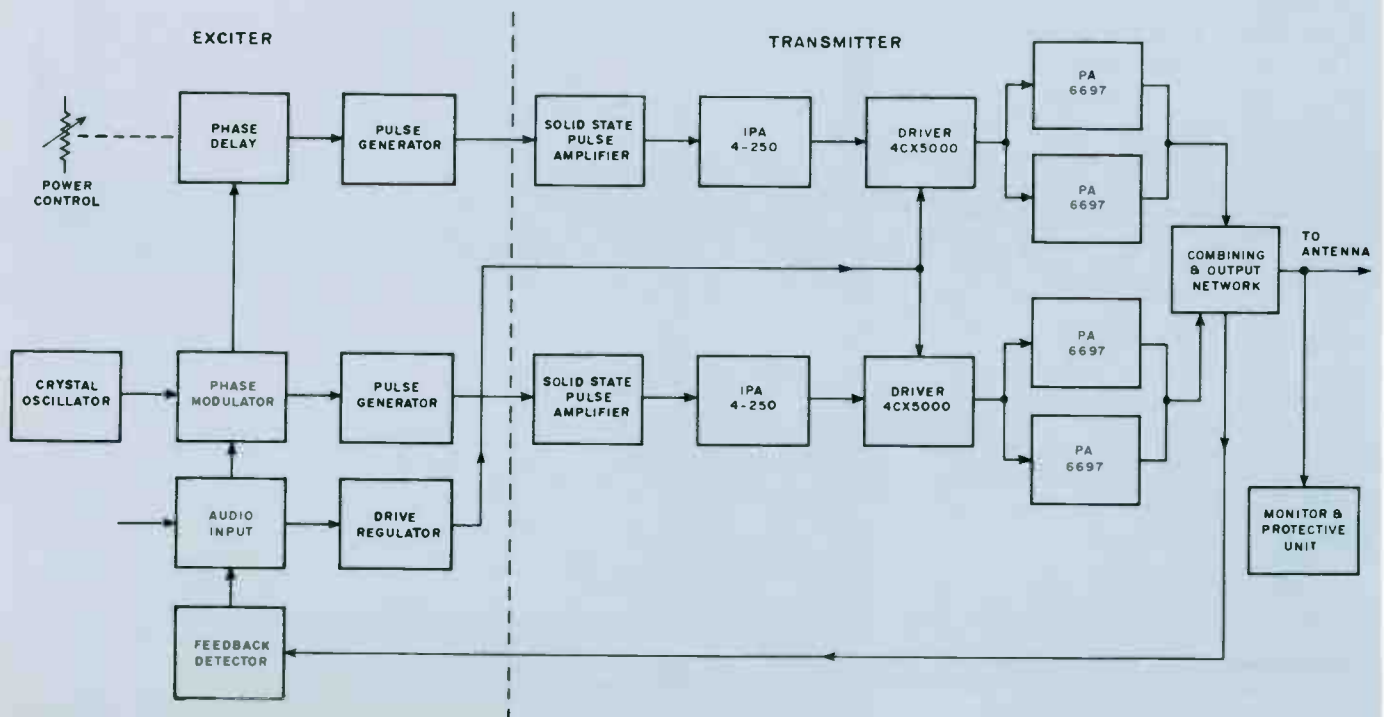 EXCITER
TRANSMITTER
POWER
CONTROL
PHASE
DELAY
PULSE
GENERATOR
SOLID STATE
PULSE
AMPLIFIER
IPA
4-250
DRIVER
4CX5000
PA
6697
PA
6697
COMBINING
& OUTPUT
NETWORK
TO
ANTENNA
CRYSTAL
OSCILLATOR
PHASE
MODULATOR
PULSE
GENERATOR
SOLID STATE
PULSE
AMPLIFIER
IPA
4-250
DRIVER
4CX5000
PA
6697
PA
6697
AUDIO
INPUT
DRIVE
REGULATOR
MONITOR &
PROTECTIVE
UNIT
FEEDBACK
DETECTOR